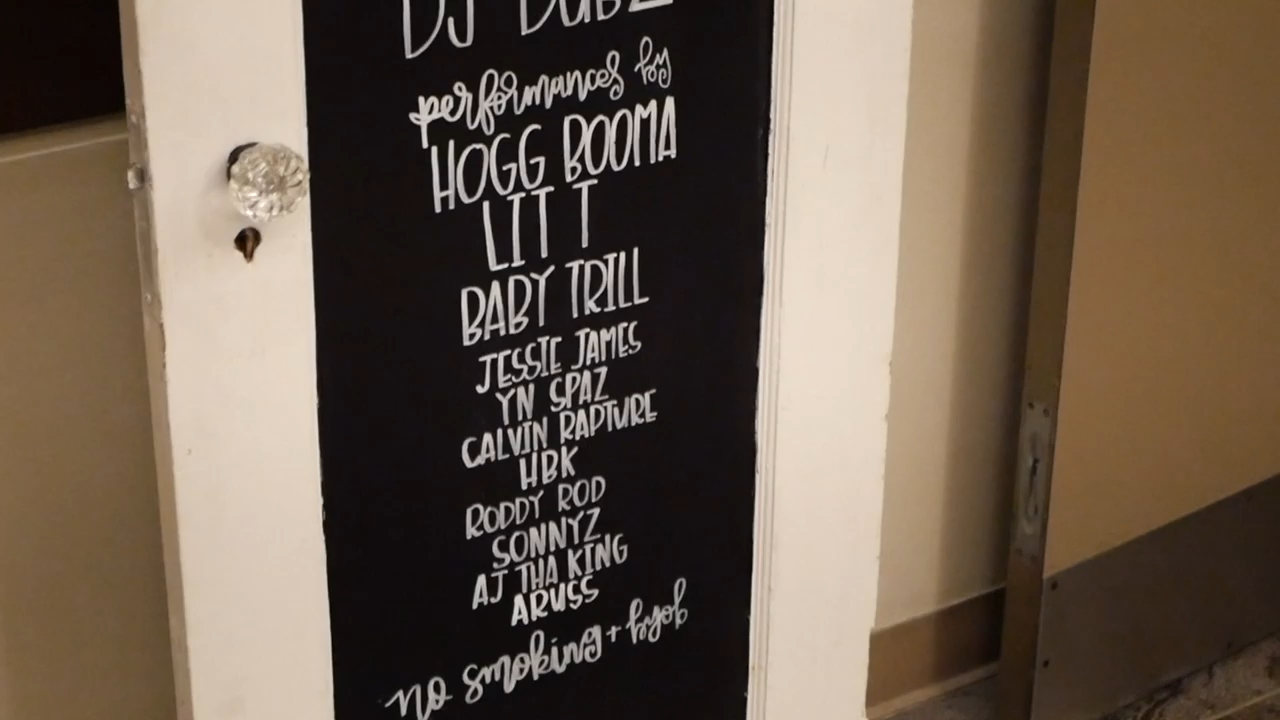 DJ DUBZ
performances by
HOGG BOOMA
LIT T
BABY TRILL
JESSIE JAMES
YN SPAZ
CALVIN RAPTURE
HBK
RODDY ROD
SONNYZ
AJ THA KING
ARUSS
no smoking + byob